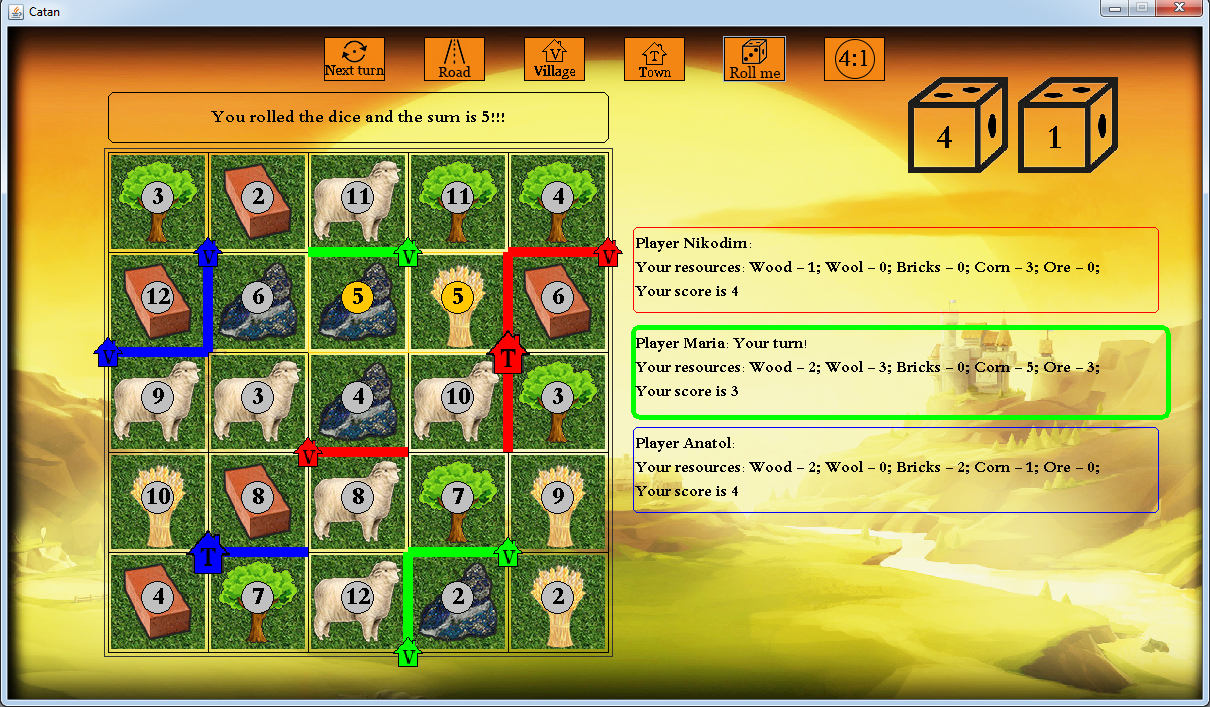 Catan
Next turn
Road
V
Village
T
Town
Roll me
4:1
You rolled the dice and the sum is 5!!!
4
1
3
2
11
11
4
V
V
V
12
6
5
5
6
V
T
9
3
4
10
3
V
10
8
8
7
9
T
V
4
7
12
2
2
V
Player Nikodim:
Your resources: Wood – 1; Wool – 0; Bricks – 0; Corn – 3; Ore – 0;
Your score is 4
Player Maria: Your turn!
Your resources: Wood – 2; Wool – 3; Bricks – 0; Corn – 5; Ore – 3;
Your score is 3
Player Anatol:
Your resources: Wood – 2; Wool – 0; Bricks – 2; Corn – 1; Ore – 0;
Your score is 4